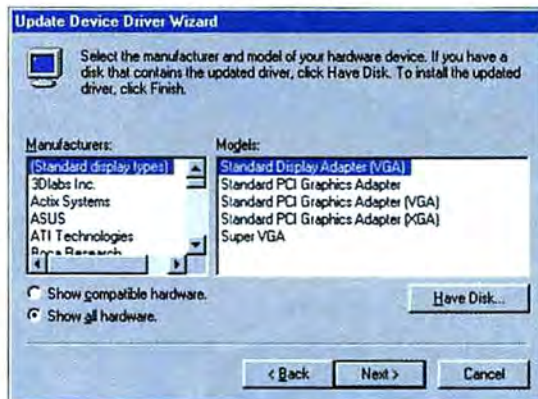 Update Device Driver Wizard
Select the manufacturer and model of your hardware device. If you have a
disk that contains the updated driver, click Have Disk. To install the updated
driver, click Finish.
Manufacturers:
Models:
(Standard display types)
3Dlabs Inc.
Actix Systems
ASUS
ATI Technologies
Boca Research
Standard Display Adapter (VGA)
Standard PCI Graphics Adapter
Standard PCI Graphics Adapter (VGA)
Standard PCI Graphics Adapter (XGA)
Super VGA
Show compatible hardware.
Show all hardware.
Have Disk...
< Back
Next >
Cancel